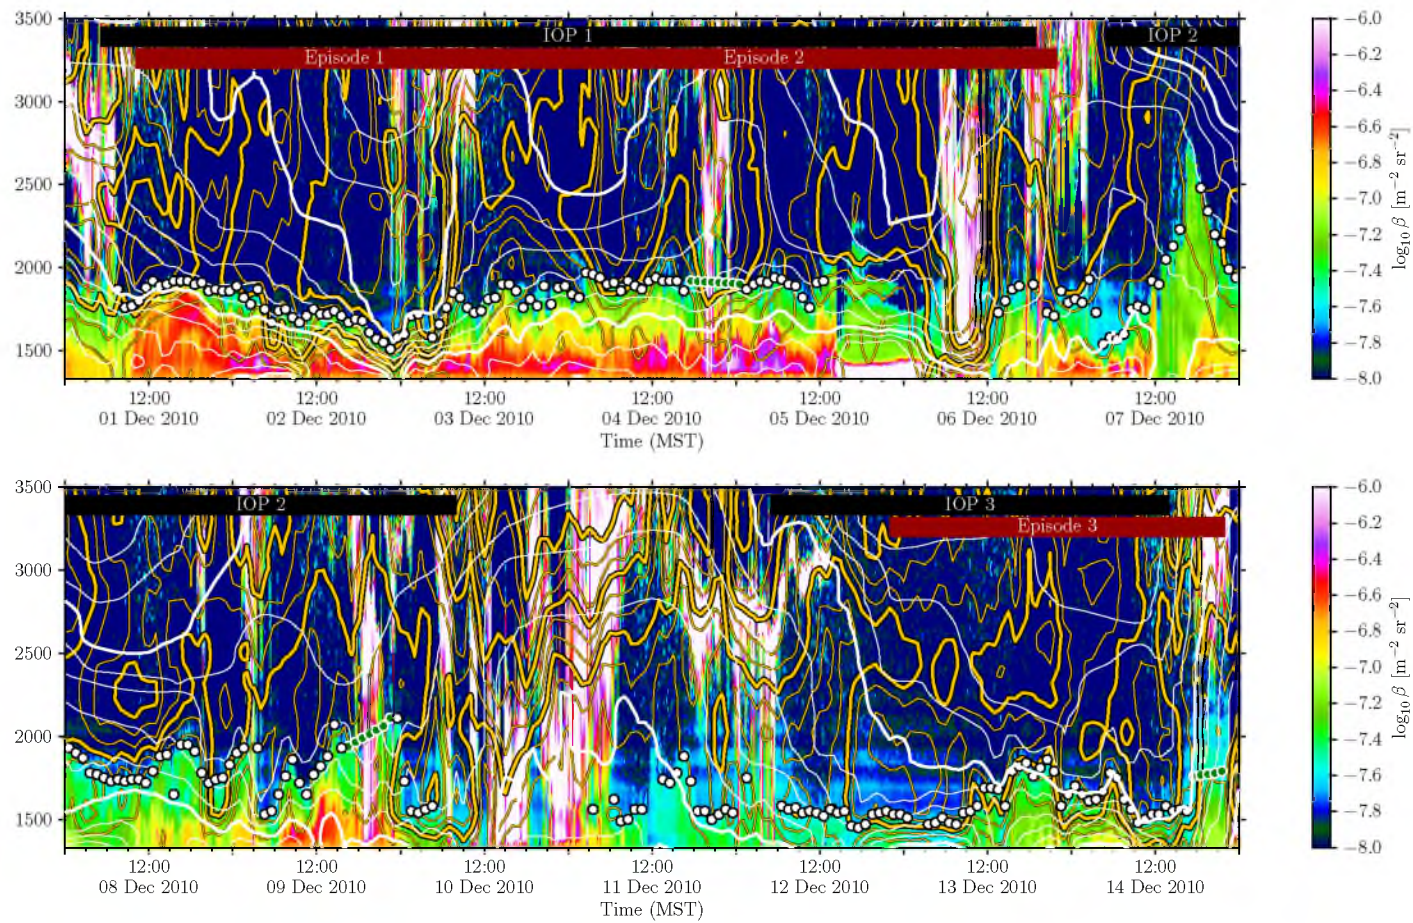 3500
3000
2500
2000
1500
IOP 1
IOP 2
Episode 1
Episode 2
12:00 12:00 12:00 12:00 12:00 12:00 12:00
01 Dec 2010 02 Dec 2010 03 Dec 2010 04 Dec 2010 05 Dec 2010 06 Dec 2010 07 Dec 2010
Time (MST)
−6.0
−6.2
−6.4
−6.6
−6.8
−7.0
−7.2
−7.4
−7.6
−7.8
−8.0
log₁₀ β [m⁻² sr⁻²]
3500
3000
2500
2000
1500
IOP 2
IOP 3
Episode 3
12:00 12:00 12:00 12:00 12:00 12:00 12:00
08 Dec 2010 09 Dec 2010 10 Dec 2010 11 Dec 2010 12 Dec 2010 13 Dec 2010 14 Dec 2010
Time (MST)
−6.0
−6.2
−6.4
−6.6
−6.8
−7.0
−7.2
−7.4
−7.6
−7.8
−8.0
log₁₀ β [m⁻² sr⁻²]